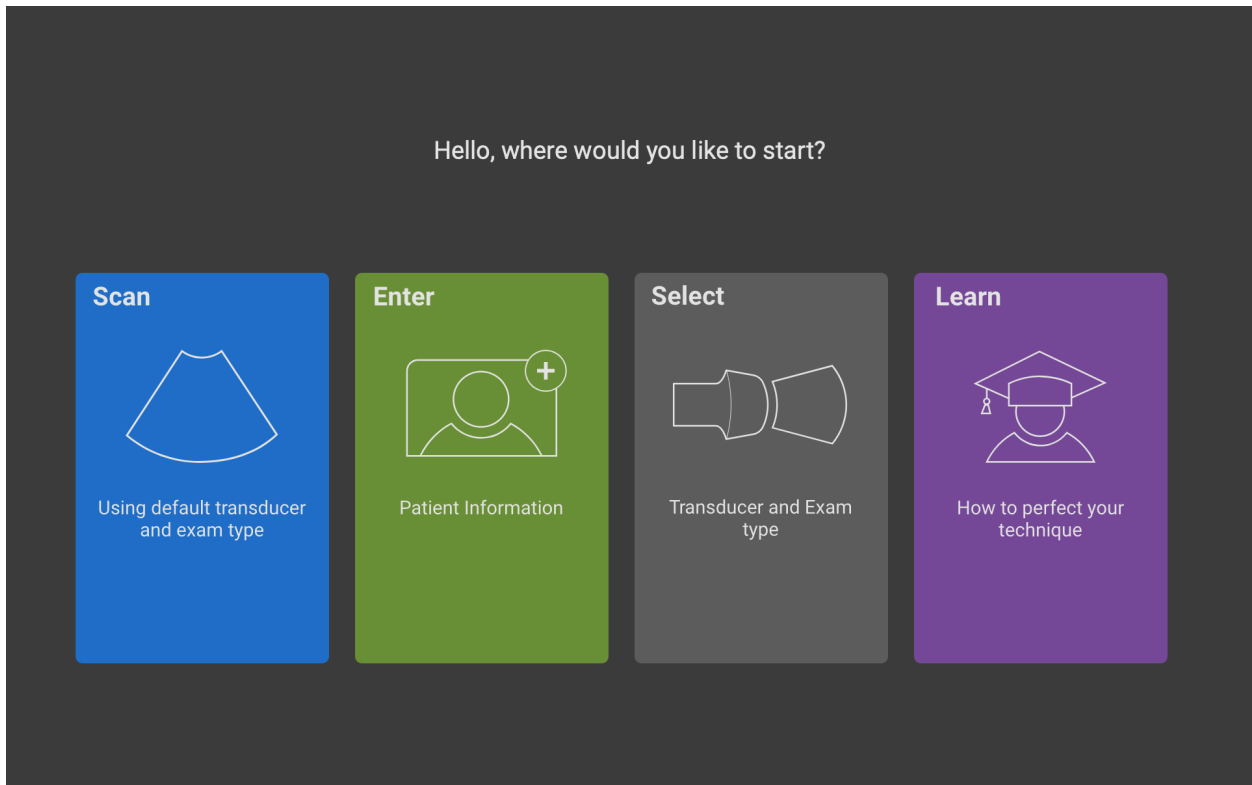 Hello, where would you like to start?
Scan
Using default transducer
and exam type
Enter
Patient Information
Select
Transducer and Exam
type
Learn
How to perfect your
technique